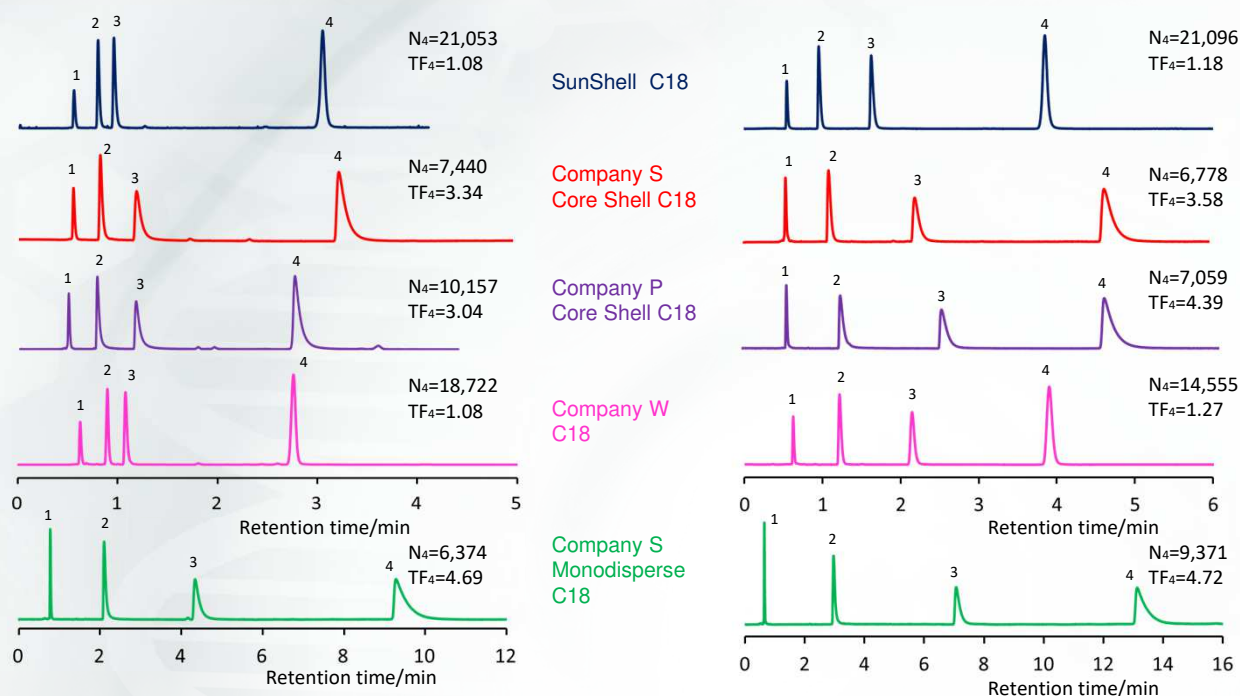 1
2
3
4
N₄=21,053
TF₄=1.08
SunShell C18
1
2
3
4
N₄=21,096
TF₄=1.18
1
2
3
4
N₄=7,440
TF₄=3.34
Company S
Core Shell C18
1
2
3
4
N₄=6,778
TF₄=3.58
1
2
3
4
N₄=10,157
TF₄=3.04
Company P
Core Shell C18
1
2
3
4
N₄=7,059
TF₄=4.39
1
2
3
4
N₄=18,722
TF₄=1.08
Company W
C18
1
2
3
4
N₄=14,555
TF₄=1.27
0 1 2 3 4 5
Retention time/min
0 1 2 3 4 5 6
Retention time/min
1
2
3
4
N₄=6,374
TF₄=4.69
Company S
Monodisperse
C18
1
2
3
4
N₄=9,371
TF₄=4.72
0 2 4 6 8 10 12
Retention time/min
0 2 4 6 8 10 12 14 16
Retention time/min